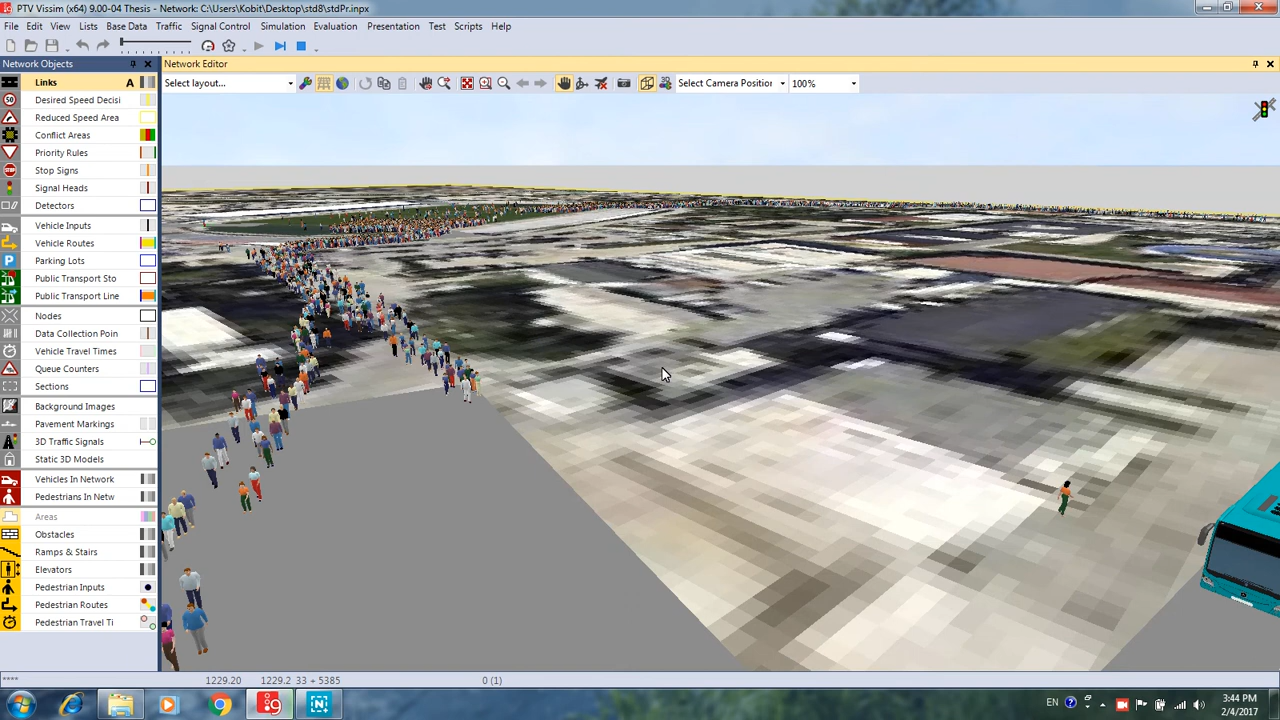 PTV Vissim (x64) 9.00-04 Thesis - Network: C:\Users\Kobit\Desktop\std8\stdPr.inpx
File Edit View Lists Base Data Traffic Signal Control Simulation Evaluation Presentation Test Scripts Help
Network Objects
Network Editor
Select layout...
Select Camera Position
100%
Links A
Desired Speed Decisi
Reduced Speed Area
Conflict Areas
Priority Rules
Stop Signs
Signal Heads
Detectors
Vehicle Inputs
Vehicle Routes
Parking Lots
Public Transport Sto
Public Transport Line
Nodes
Data Collection Poin
Vehicle Travel Times
Queue Counters
Sections
Background Images
Pavement Markings
3D Traffic Signals
Static 3D Models
Vehicles In Network
Pedestrians In Netw
Areas
Obstacles
Ramps & Stairs
Elevators
Pedestrian Inputs
Pedestrian Routes
Pedestrian Travel Ti
**** 1229.20 1229.2 33 + 5385 0 (1)
EN
3:44 PM
2/4/2017